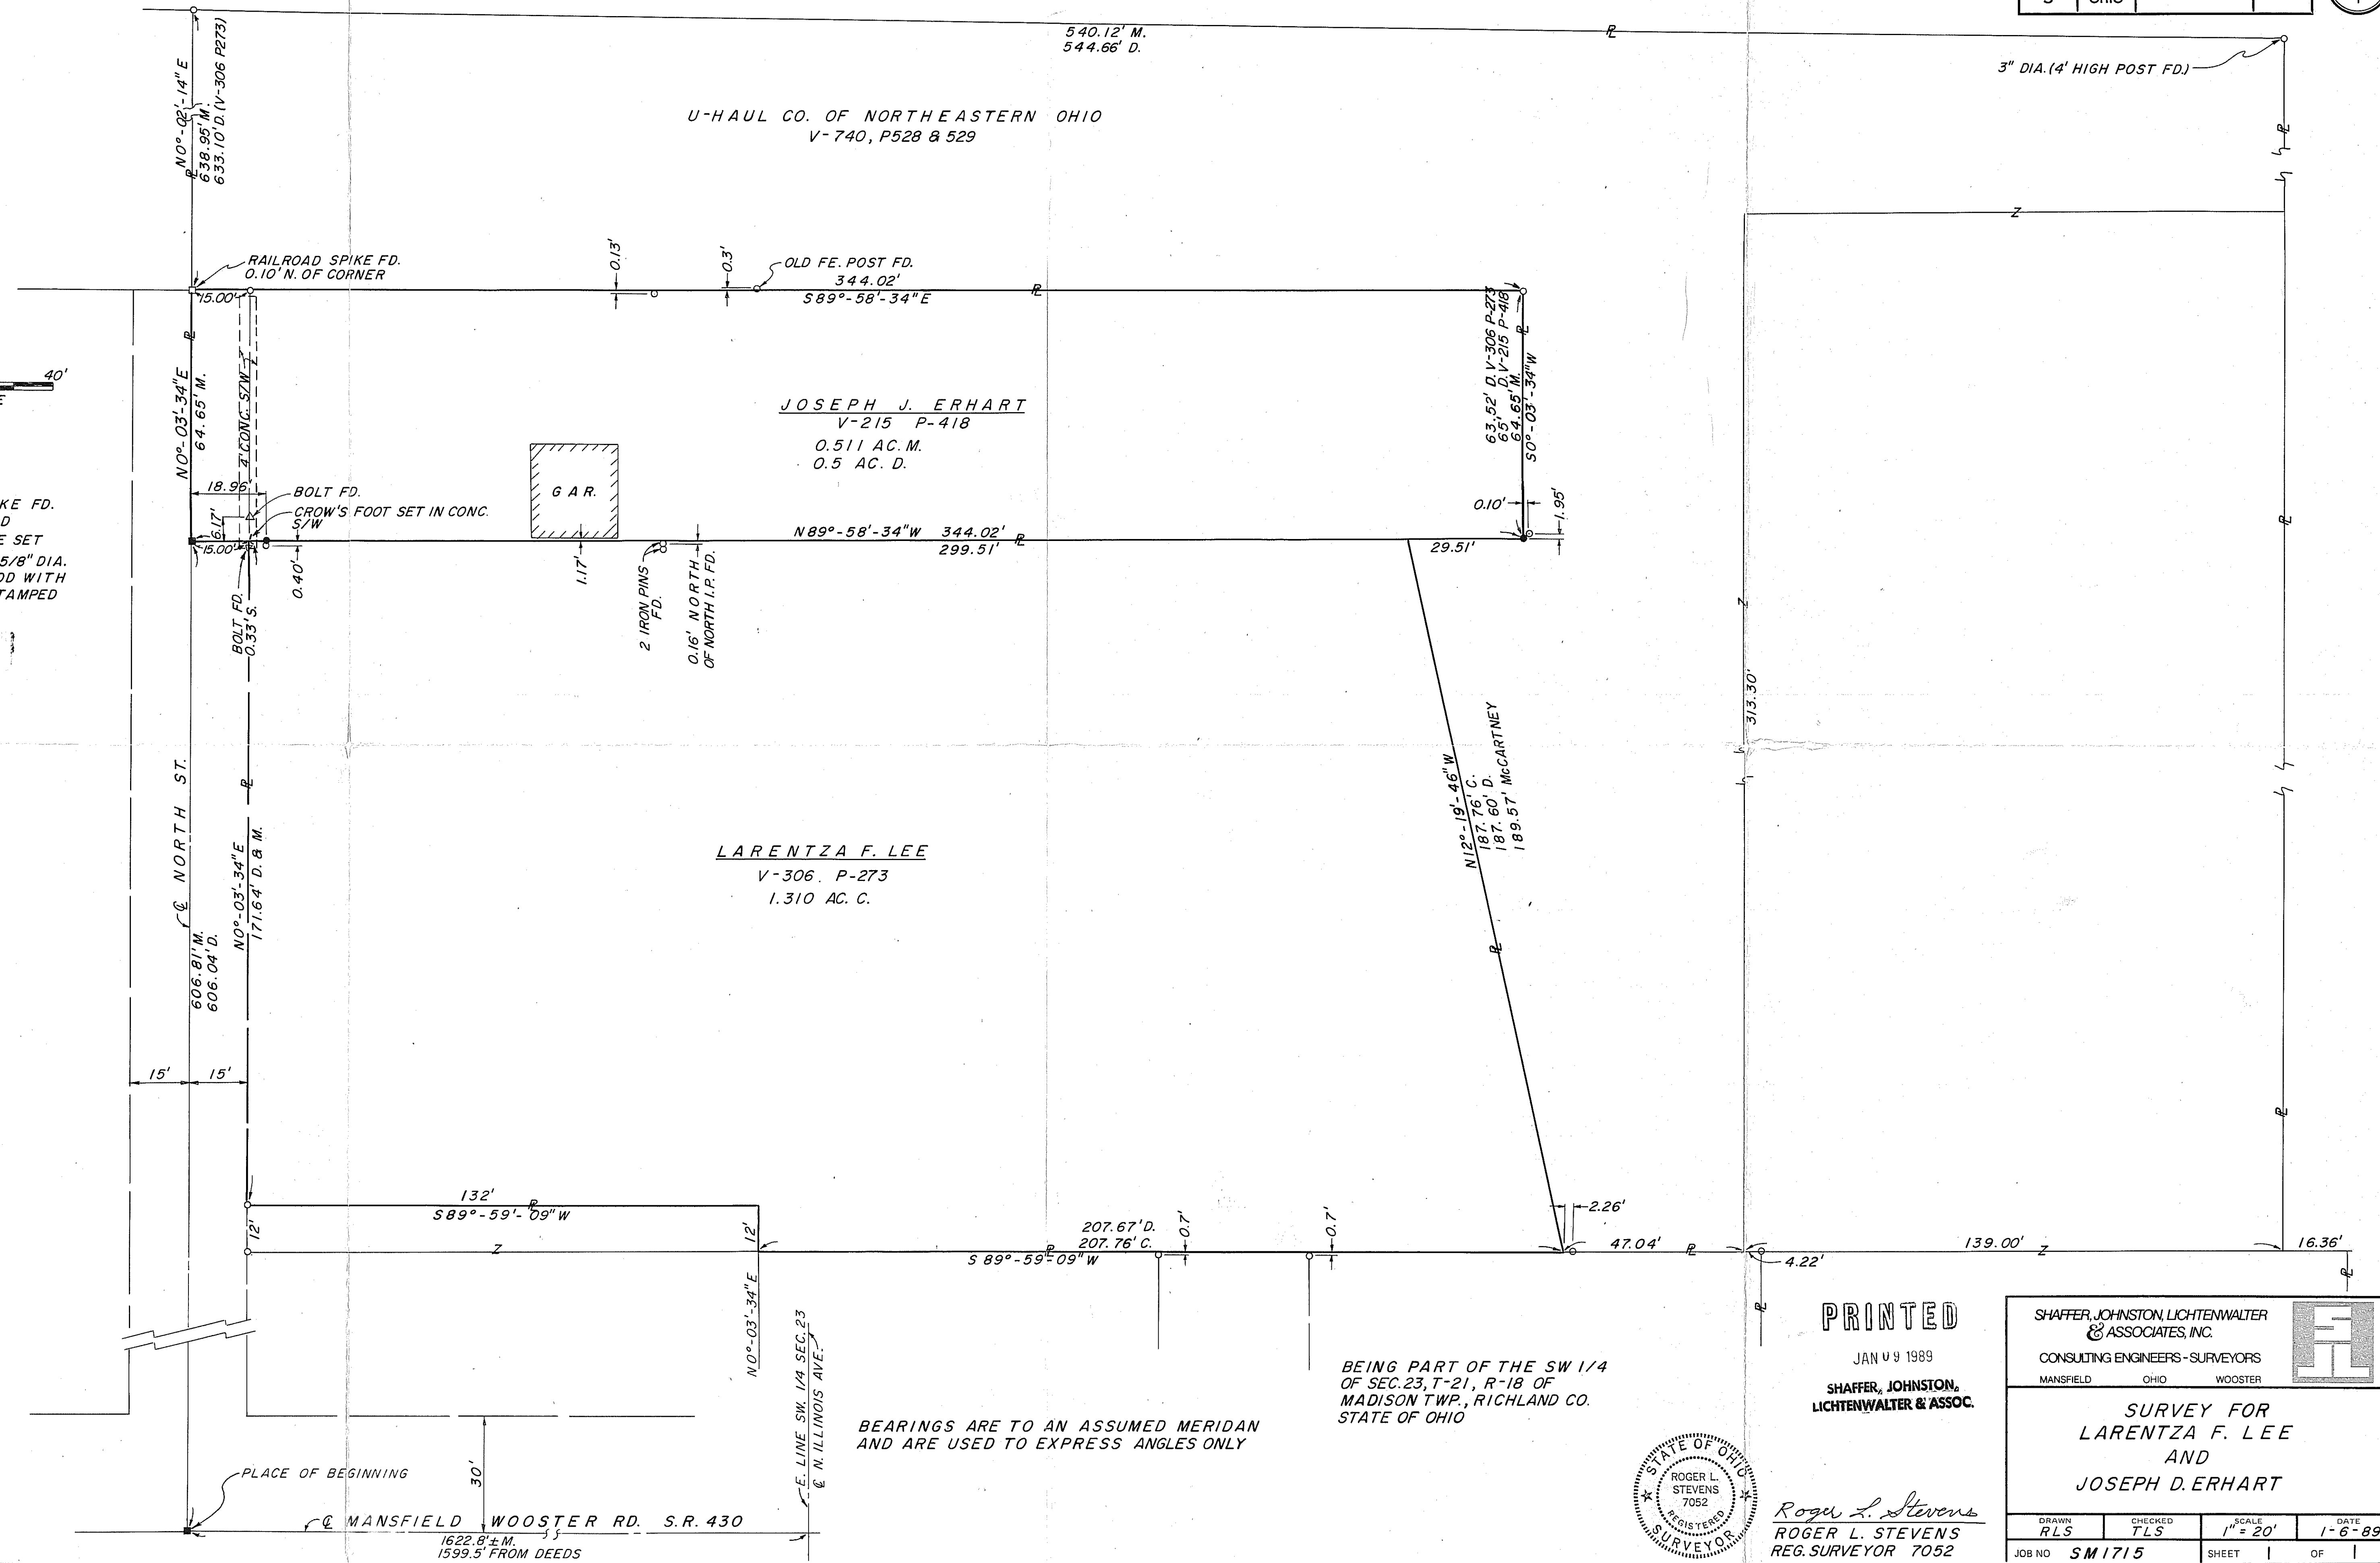 OHIO
540.12' M.
544.66' D.
3" DIA.(4' HIGH POST FD.)
N0°-02'-14"E
638.95' M.
633.10' D.(V-306 P273)
U-HAUL CO. OF NORTHEASTERN OHIO
V-740, P528 & 529
RAILROAD SPIKE FD.
0.10' N. OF CORNER
15.00'
0.13'
0.3'
OLD FE. POST FD.
344.02'
S89°-58'-34"E
N0°-03'-34"E
64.65' M.
4' CONC. S/W
40'
JOSEPH J. ERHART
V-215 P-418
0.511 AC. M.
0.5 AC. D.
GAR.
63.52' D. V-306 P-273
65' D. V-215 P-418
64.65' M.
S0°-03'-34"W
0.10'
1.95'
18.96'
6.17'
BOLT FD.
CROW'S FOOT SET IN CONC.
S/W
KE FD.
D
E SET
5/8" DIA.
OD WITH
TAMPED
15.00'
BOLT FD.
0.33' S.
0.40'
1.17'
2 IRON PINS
FD.
0.16' NORTH
OF NORTH I.P. FD.
N89°-58'-34"W 344.02'
299.51'
29.51'
313.30'
N12°-19'-46"W
187.76' C.
187.60' D.
189.57' McCARTNEY
LARENTZA F. LEE
V-306. P-273
1.310 AC. C.
℄ NORTH ST.
N0°-03'-34"E
171.64' D. & M.
606.81' M.
606.04' D.
15'
15'
132'
S89°-59'-09"W
12'
12'
207.67' D.
207.76' C.
S 89°-59'-09" W
0.7'
0.7'
2.26'
47.04'
4.22'
139.00'
16.36'
N0°-03'-34"E
E. LINE SW. 1/4 SEC. 23
℄ N. ILLINOIS AVE.
BEARINGS ARE TO AN ASSUMED MERIDAN
AND ARE USED TO EXPRESS ANGLES ONLY
BEING PART OF THE SW 1/4
OF SEC. 23, T-21, R-18 OF
MADISON TWP., RICHLAND CO.
STATE OF OHIO
PLACE OF BEGINNING
30'
℄ MANSFIELD WOOSTER RD. S.R. 430
1622.8'± M.
1599.5' FROM DEEDS
PRINTED
JAN 09 1989
SHAFFER, JOHNSTON,
LICHTENWALTER & ASSOC.
STATE OF OHIO
ROGER L.
STEVENS
7052
REGISTERED
SURVEYOR
Roger L. Stevens
ROGER L. STEVENS
REG. SURVEYOR 7052
SHAFFER, JOHNSTON, LICHTENWALTER
& ASSOCIATES, INC.
CONSULTING ENGINEERS - SURVEYORS
MANSFIELD OHIO WOOSTER
SURVEY FOR
LARENTZA F. LEE
AND
JOSEPH D. ERHART
DRAWN RLS CHECKED TLS SCALE 1" = 20' DATE 1-6-89
JOB NO SM1715 SHEET 1 OF 1